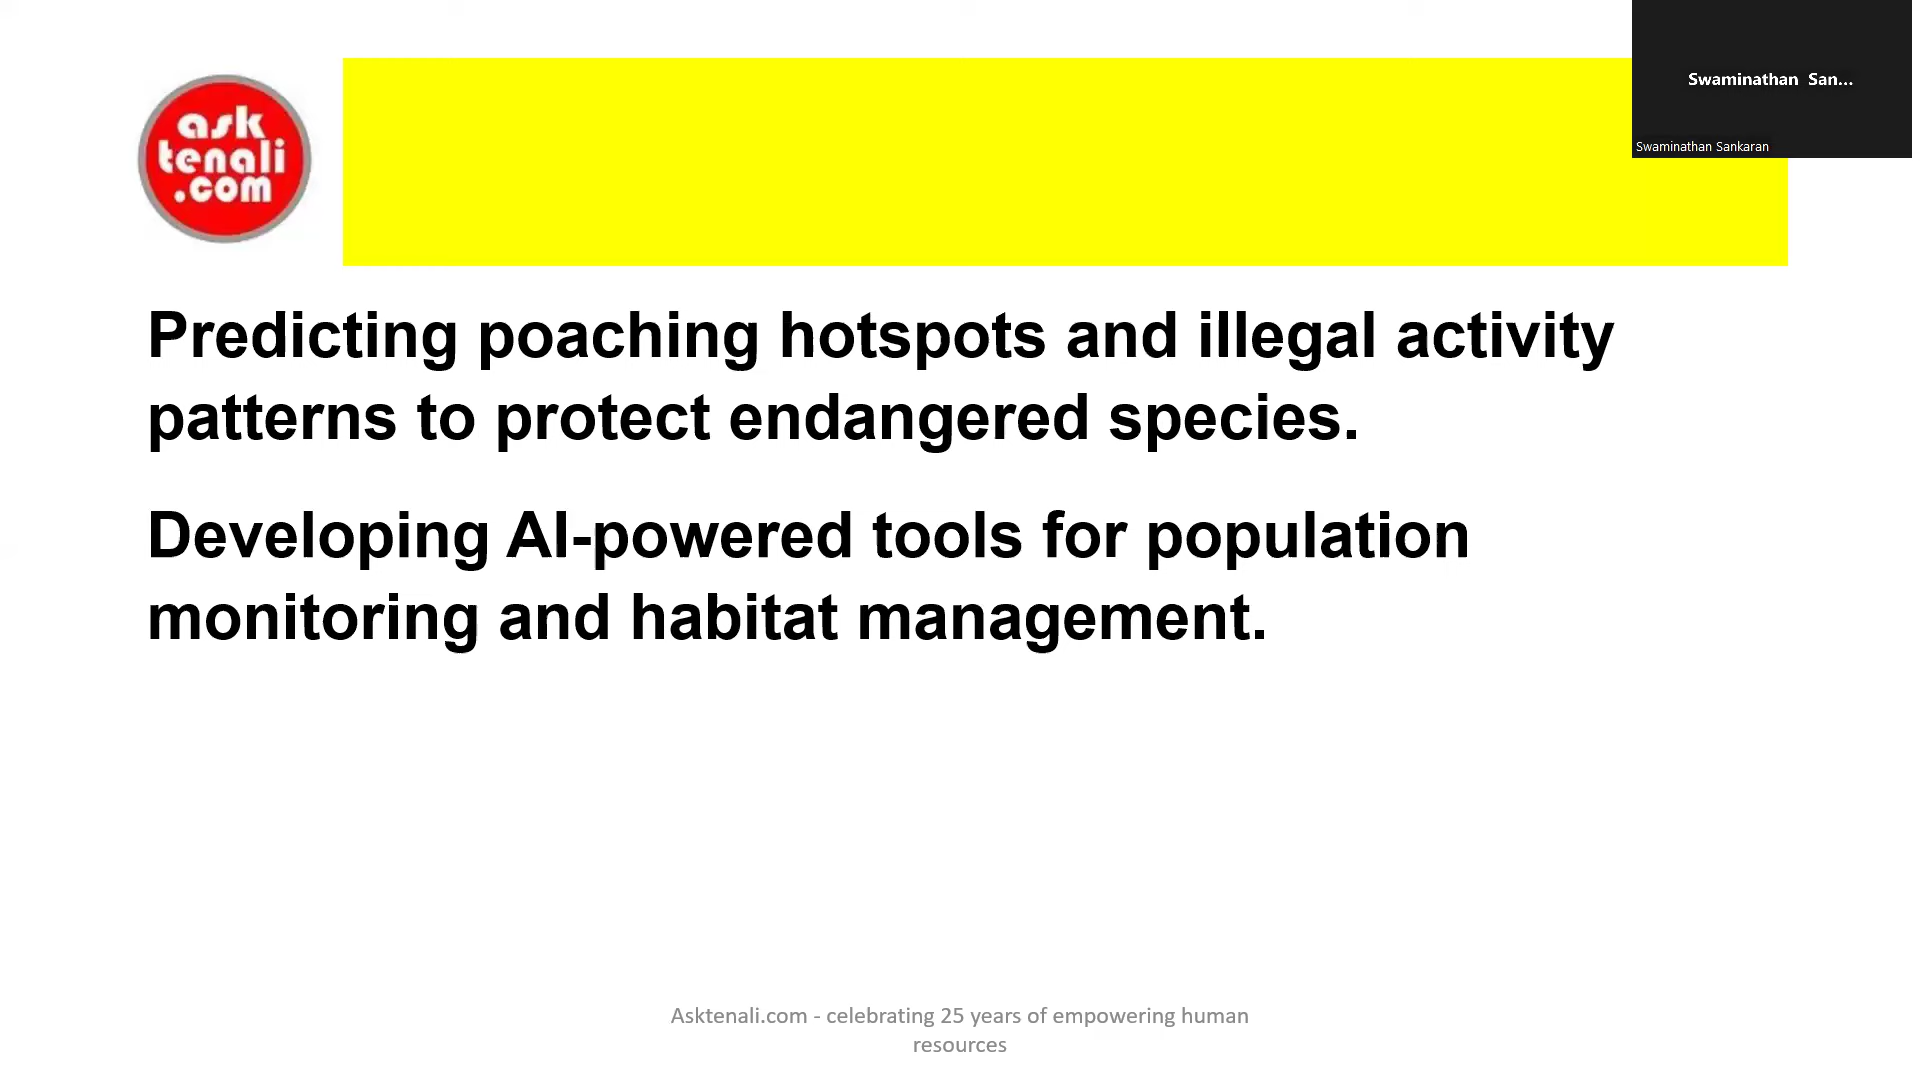 ask
tenali
.com
Swaminathan San...
Swaminathan Sankaran
Predicting poaching hotspots and illegal activity
patterns to protect endangered species.
Developing AI-powered tools for population
monitoring and habitat management.
Asktenali.com - celebrating 25 years of empowering human
resources